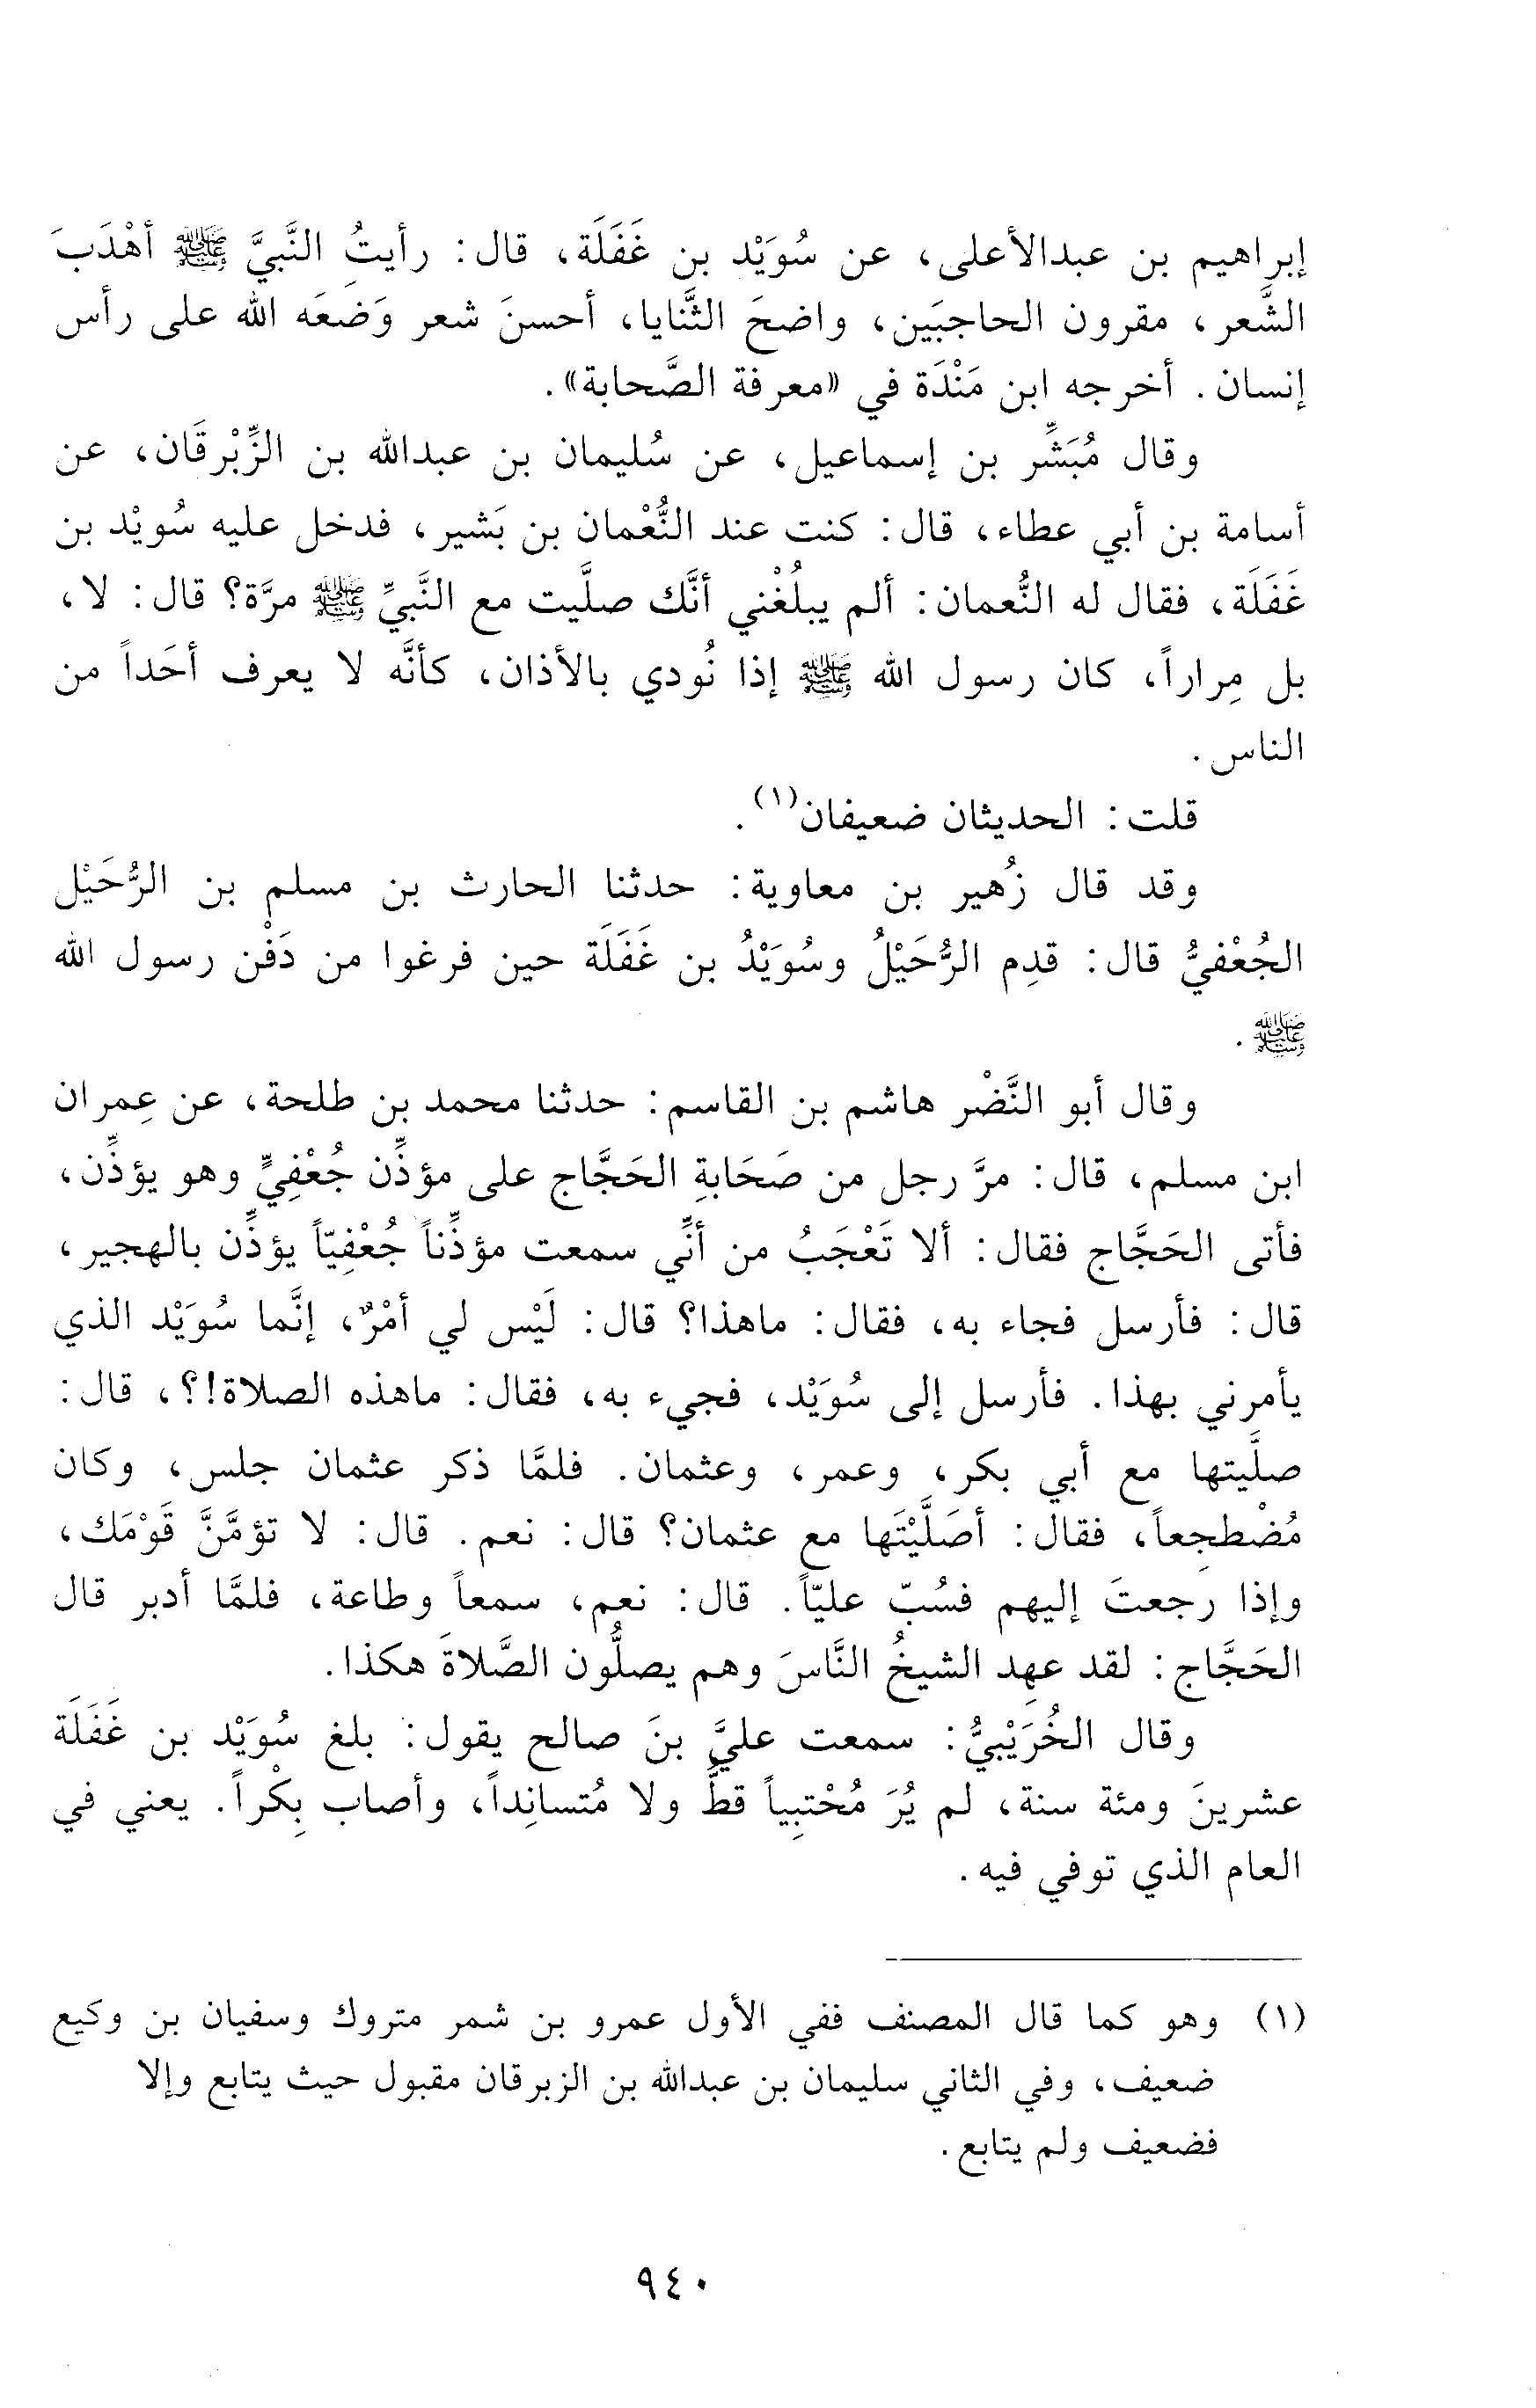 إبراهيم بن عبدالأعلى، عن سُوَيْد بن غَفَلَة، قال: رأيتُ النَّبيَّ ﷺ أهْدَبَ
الشَّعر، مقرون الحاجبَين، واضحَ الثَّنايا، أحسنَ شعر وَضَعَه الله على رأس
إنسان. أخرجه ابن مَنْدَة في «معرفة الصَّحابة».
وقال مُبَشِّر بن إسماعيل، عن سُليمان بن عبدالله بن الزِّبْرقَان، عن
أسامة بن أبي عطاء، قال: كنت عند النُّعْمان بن بَشير، فدخل عليه سُويْد بن
غَفَلَة، فقال له النُّعمان: ألم يبلُغْني أنَّك صلَّيت مع النَّبيِّ ﷺ مرَّة؟ قال: لا،
بل مِراراً، كان رسول الله ﷺ إذا نُودي بالأذان، كأنَّه لا يعرف أحَداً من
الناس.
قلت: الحديثان ضعيفان(١).
وقد قال زُهير بن معاوية: حدثنا الحارث بن مسلم بن الرُّحَيْل
الجُعْفيُّ قال: قدِم الرُّحَيْلُ وسُوَيْدُ بن غَفَلَة حين فرغوا من دَفْن رسول الله
ﷺ.
وقال أبو النَّضْر هاشم بن القاسم: حدثنا محمد بن طلحة، عن عِمران
ابن مسلم، قال: مرَّ رجل من صَحَابةِ الحَجَّاج على مؤذِّن جُعْفِيٍّ وهو يؤذِّن،
فأتى الحَجَّاج فقال: ألا تَعْجَبُ من أنِّي سمعت مؤذِّناً جُعْفِيّاً يؤذِّن بالهجير،
قال: فأرسل فجاء به، فقال: ماهذا؟ قال: لَيْس لي أمْرٌ، إنَّما سُوَيْد الذي
يأمرني بهذا. فأرسل إلى سُوَيْد، فجيء به، فقال: ماهذه الصلاة!؟، قال:
صلَّيتها مع أبي بكر، وعمر، وعثمان. فلمَّا ذكر عثمان جلس، وكان
مُضْطجِعاً، فقال: أصَلَّيْتَها مع عثمان؟ قال: نعم. قال: لا تؤمَّنَّ قَوْمَك،
وإذا رجعتَ إليهم فسُبّ عليّاً. قال: نعم، سمعاً وطاعة، فلمَّا أدبر قال
الحَجَّاج: لقد عهِد الشيخُ النَّاسَ وهم يصلُّون الصَّلاةَ هكذا.
وقال الخُرَيْبيُّ: سمعت عليَّ بنَ صالح يقول: بلغ سُوَيْد بن غَفَلَة
عشرينَ ومئة سنة، لم يُرَ مُحْتبِياً قطُّ ولا مُتسانِداً، وأصاب بِكْراً. يعني في
العام الذي توفي فيه.
(١) وهو كما قال المصنف ففي الأول عمرو بن شمر متروك وسفيان بن وكيع
ضعيف، وفي الثاني سليمان بن عبدالله بن الزبرقان مقبول حيث يتابع وإلا
فضعيف ولم يتابع.
٩٤٠